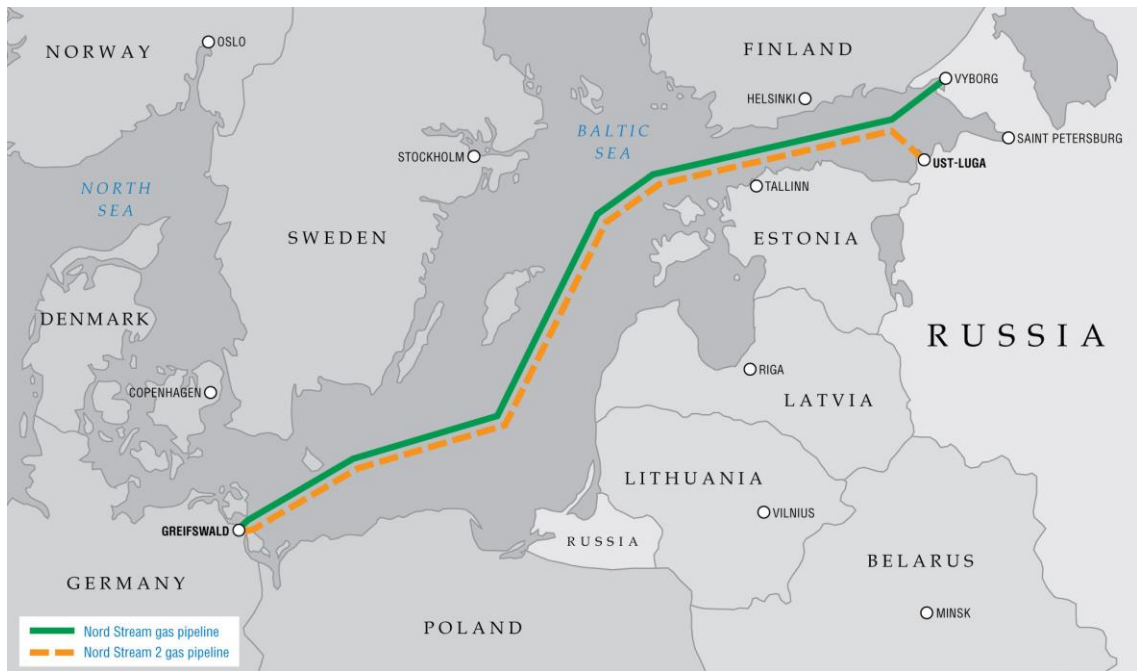 NORWAY
OSLO
FINLAND
VYBORG
HELSINKI
BALTIC
SEA
SAINT PETERSBURG
STOCKHOLM
UST-LUGA
NORTH
SEA
TALLINN
SWEDEN
ESTONIA
DENMARK
RUSSIA
COPENHAGEN
RIGA
LATVIA
LITHUANIA
VILNIUS
GREIFSWALD
RUSSIA
BELARUS
GERMANY
MINSK
POLAND
Nord Stream gas pipeline
Nord Stream 2 gas pipeline